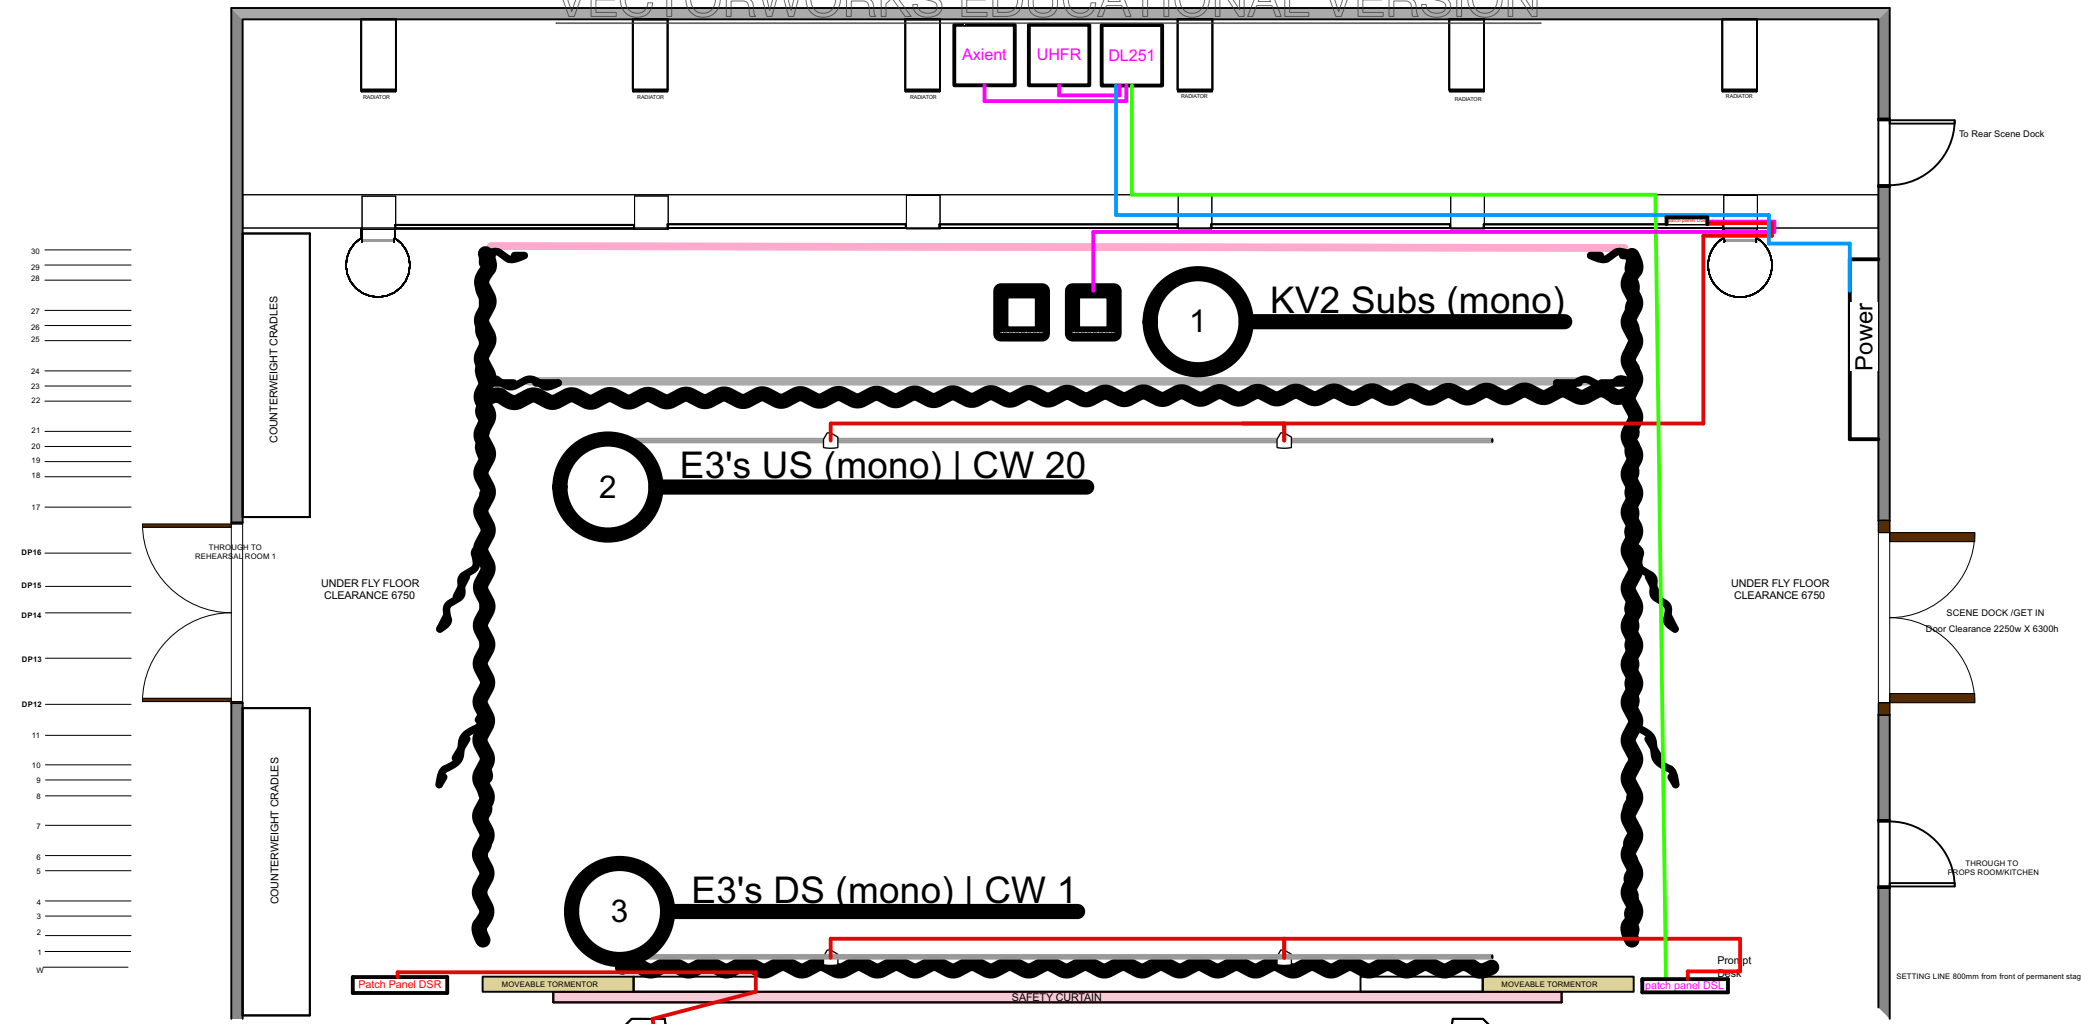 VECTORWORKS EDUCATIONAL VERSION
Axient
UHFR
DL251
RADIATOR
RADIATOR
RADIATOR
RADIATOR
RADIATOR
RADIATOR
To Rear Scene Dock
30
29
28
27
26
25
24
23
22
21
20
19
18
17
DP16
DP15
DP14
DP13
DP12
11
10
9
8
7
6
5
4
3
2
1
W
COUNTERWEIGHT CRADLES
COUNTERWEIGHT CRADLES
1
KV2 Subs (mono)
Power
2
E3's US (mono) | CW 20
THROUGH TO
REHEARSAL ROOM 1
UNDER FLY FLOOR
CLEARANCE 6750
UNDER FLY FLOOR
CLEARANCE 6750
SCENE DOCK /GET IN
Door Clearance 2250w X 6300h
THROUGH TO
PROPS ROOM/KITCHEN
3
E3's DS (mono) | CW 1
Prompt
Desk
Patch Panel DSR
MOVEABLE TORMENTOR
SAFETY CURTAIN
MOVEABLE TORMENTOR
patch panel DSL
SETTING LINE 800mm from front of permanent stag